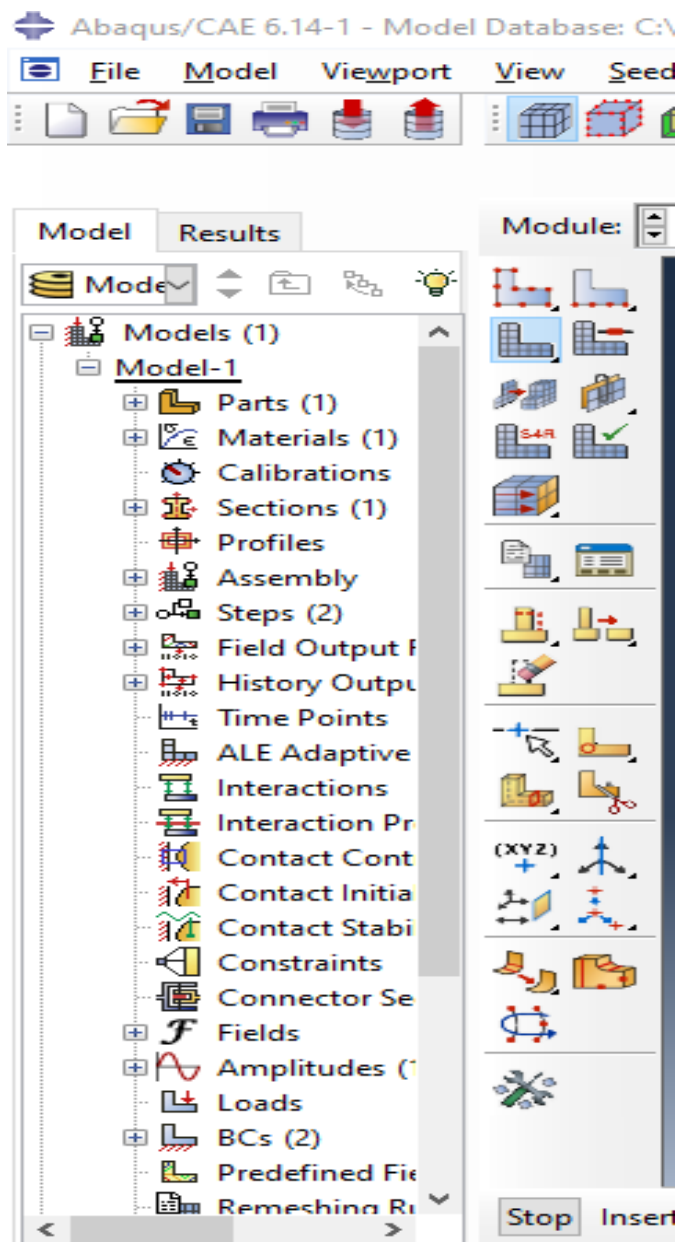 Abaqus/CAE 6.14-1 - Model Database: C:\
File Model Viewport View Seed
Model Results
Module:
Mode
Models (1)
Model-1
Parts (1)
Materials (1)
Calibrations
Sections (1)
Profiles
Assembly
Steps (2)
Field Output
History Outpu
Time Points
ALE Adaptive
Interactions
Interaction Pr
Contact Cont
Contact Initia
Contact Stabi
Constraints
Connector Se
Fields
Amplitudes (
Loads
BCs (2)
Predefined Fie
Remeshing Ru
S4R
(XYZ)
Stop Insert